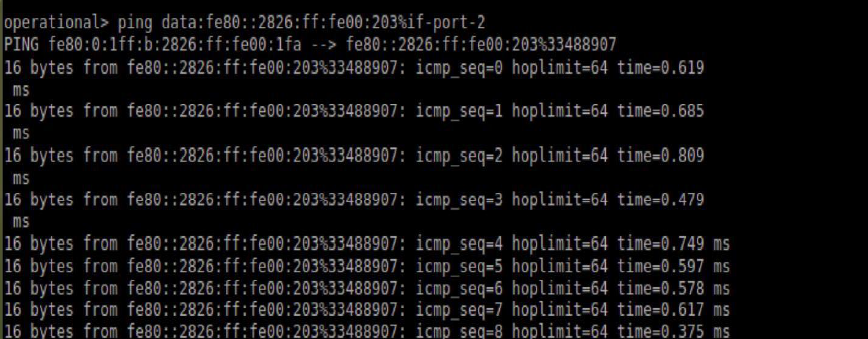 operational> ping data:fe80::2826:ff:fe00:203%if-port-2
PING fe80:0:1ff:b:2826:ff:fe00:1fa --> fe80::2826:ff:fe00:203%33488907
16 bytes from fe80::2826:ff:fe00:203%33488907: icmp_seq=0 hoplimit=64 time=0.619
ms
16 bytes from fe80::2826:ff:fe00:203%33488907: icmp_seq=1 hoplimit=64 time=0.685
ms
16 bytes from fe80::2826:ff:fe00:203%33488907: icmp_seq=2 hoplimit=64 time=0.809
ms
16 bytes from fe80::2826:ff:fe00:203%33488907: icmp_seq=3 hoplimit=64 time=0.479
ms
16 bytes from fe80::2826:ff:fe00:203%33488907: icmp_seq=4 hoplimit=64 time=0.749 ms
16 bytes from fe80::2826:ff:fe00:203%33488907: icmp_seq=5 hoplimit=64 time=0.597 ms
16 bytes from fe80::2826:ff:fe00:203%33488907: icmp_seq=6 hoplimit=64 time=0.578 ms
16 bytes from fe80::2826:ff:fe00:203%33488907: icmp_seq=7 hoplimit=64 time=0.617 ms
16 bytes from fe80::2826:ff:fe00:203%33488907: icmp_seq=8 hoplimit=64 time=0.375 ms